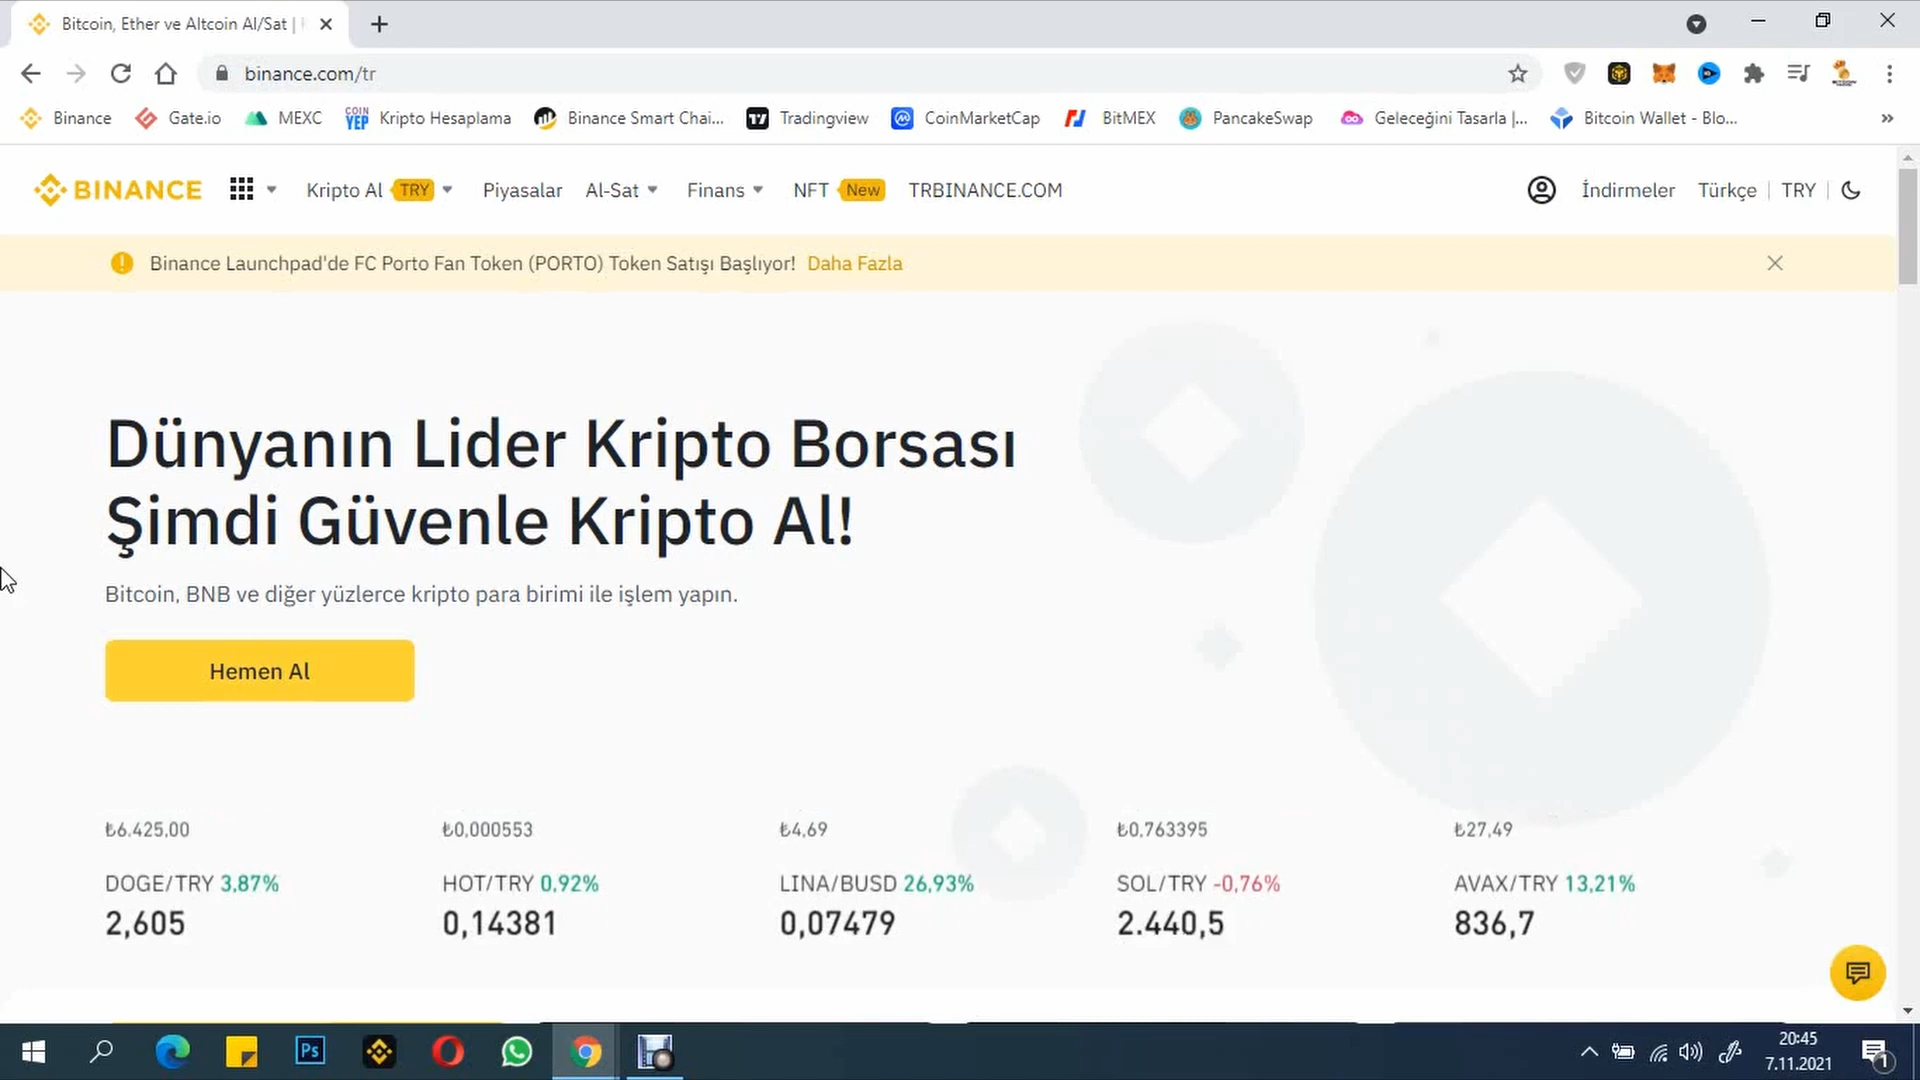 Bitcoin, Ether ve Altcoin Al/Sat |
binance.com/tr
Binance
Gate.io
MEXC
COIN YEP
Kripto Hesaplama
Binance Smart Chai...
Tradingview
CoinMarketCap
BitMEX
PancakeSwap
Geleceğini Tasarla |...
Bitcoin Wallet - Blo...
»
BINANCE
Kripto Al TRY
Piyasalar
Al-Sat
Finans
NFT New
TRBINANCE.COM
İndirmeler
Türkçe | TRY |
Binance Launchpad'de FC Porto Fan Token (PORTO) Token Satışı Başlıyor! Daha Fazla
Dünyanın Lider Kripto Borsası
Şimdi Güvenle Kripto Al!
Bitcoin, BNB ve diğer yüzlerce kripto para birimi ile işlem yapın.
Hemen Al
₺6.425,00
₺0,000553
₺4,69
₺0,763395
₺27,49
DOGE/TRY 3,87%
HOT/TRY 0,92%
LINA/BUSD 26,93%
SOL/TRY -0,76%
AVAX/TRY 13,21%
2,605
0,14381
0,07479
2.440,5
836,7
Ps
20:45
7.11.2021
1